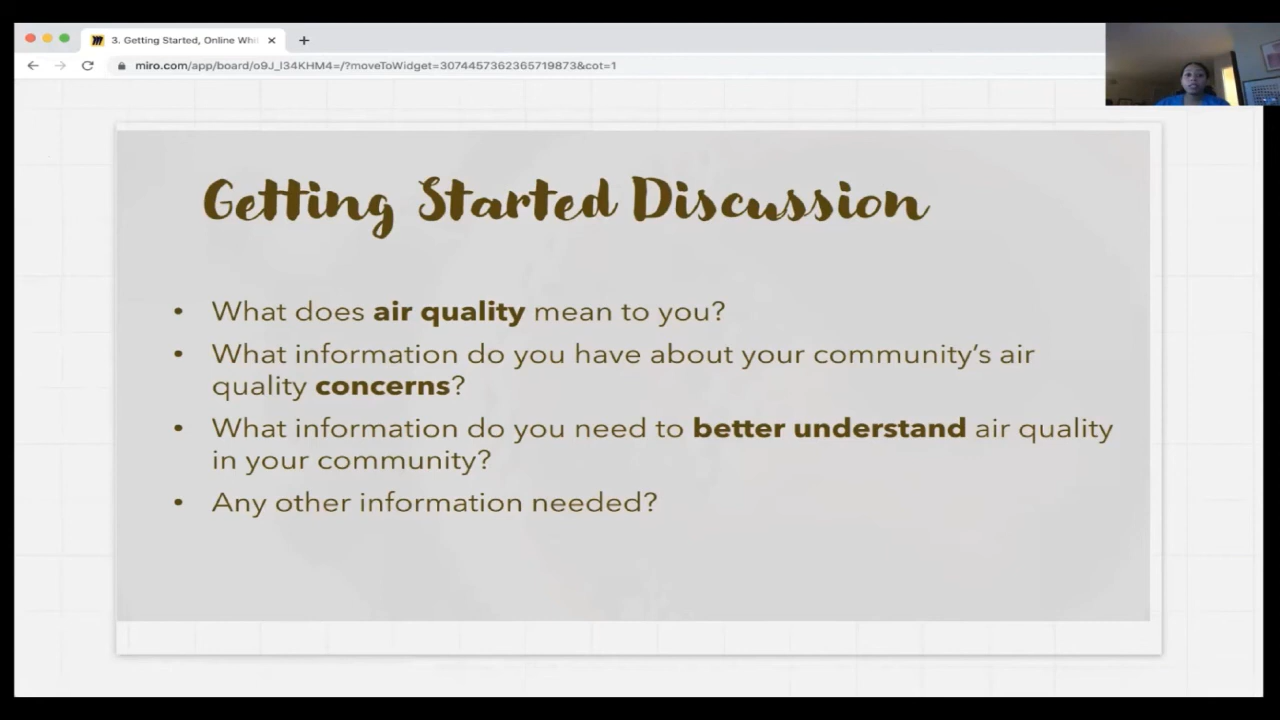 3. Getting Started, Online Whi
miro.com/app/board/o9J_l34KHM4=/?moveToWidget=3074457362365719873&cot=1
Getting Started Discussion
• What does air quality mean to you?
• What information do you have about your community's air
quality concerns?
• What information do you need to better understand air quality
in your community?
• Any other information needed?